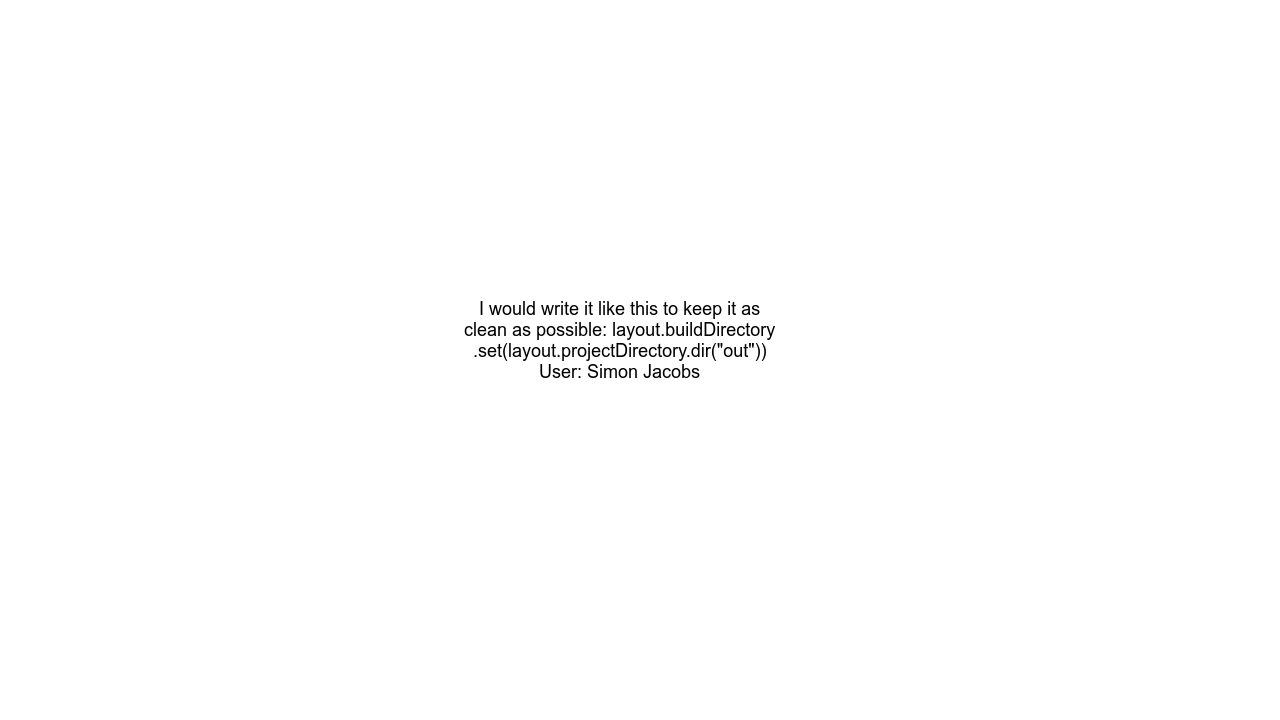 I would write it like this to keep it as
clean as possible: layout.buildDirectory
.set(layout.projectDirectory.dir("out"))
User: Simon Jacobs